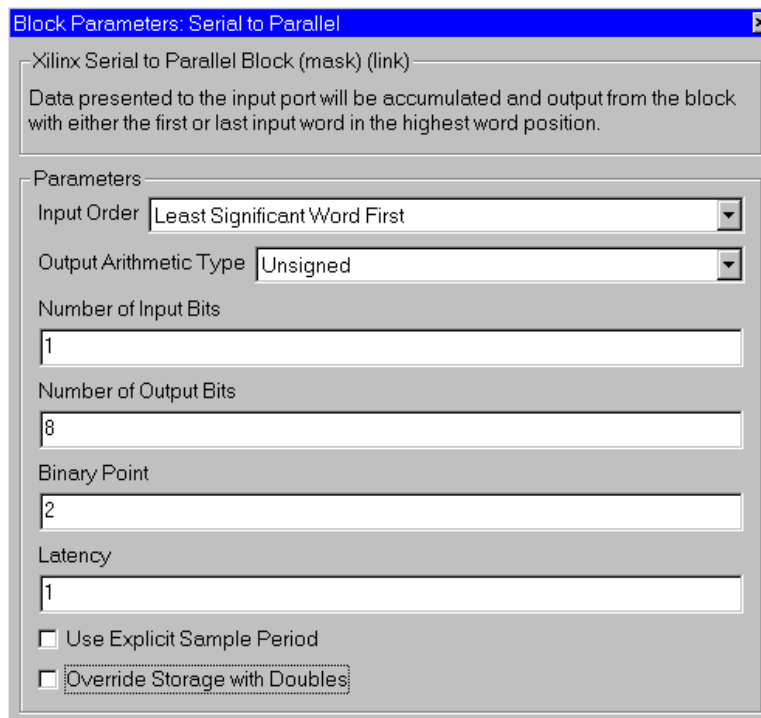 Block Parameters: Serial to Parallel
Xilinx Serial to Parallel Block (mask) (link)
Data presented to the input port will be accumulated and output from the block
with either the first or last input word in the highest word position.
Parameters
Input Order Least Significant Word First
Output Arithmetic Type Unsigned
Number of Input Bits
1
Number of Output Bits
8
Binary Point
2
Latency
1
Use Explicit Sample Period
Override Storage with Doubles